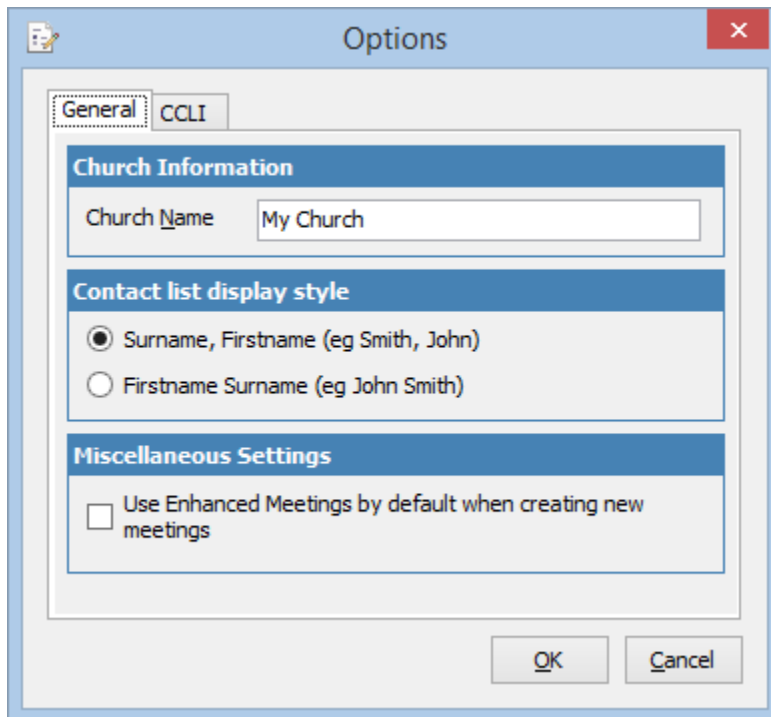 Options
General
CCLI
Church Information
Church Name
My Church
Contact list display style
Surname, Firstname (eg Smith, John)
Firstname Surname (eg John Smith)
Miscellaneous Settings
Use Enhanced Meetings by default when creating new
meetings
OK
Cancel